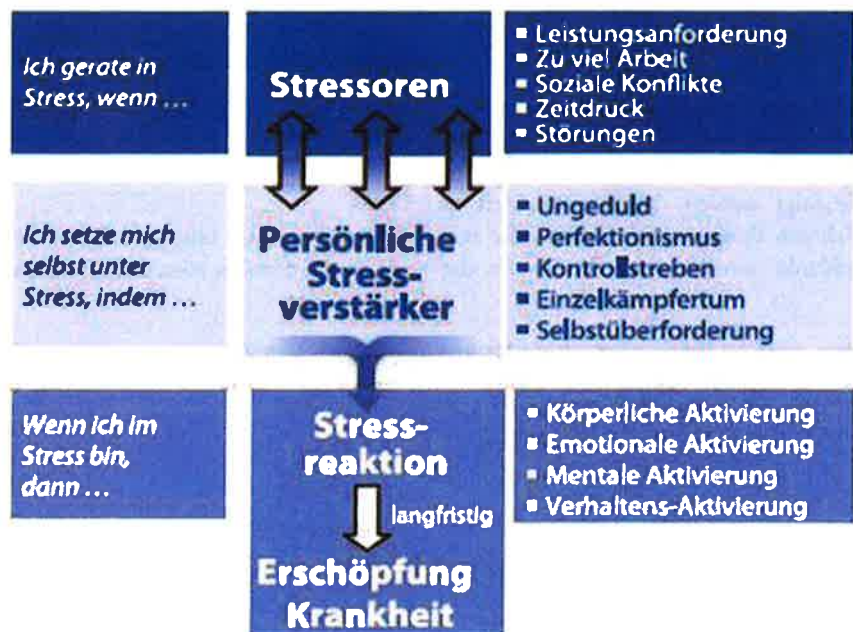 Ich gerate in
Stress, wenn ...
Stressoren
▪ Leistungsanforderung
▪ Zu viel Arbeit
▪ Soziale Konflikte
▪ Zeitdruck
▪ Störungen
Ich setze mich
selbst unter
Stress, indem ...
Persönliche
Stress-
verstärker
▪ Ungeduld
▪ Perfektionismus
▪ Kontrollstreben
▪ Einzelkämpfertum
▪ Selbstüberforderung
Wenn ich im
Stress bin,
dann ...
Stress-
reaktion
langfristig
Erschöpfung
Krankheit
▪ Körperliche Aktivierung
▪ Emotionale Aktivierung
▪ Mentale Aktivierung
▪ Verhaltens-Aktivierung